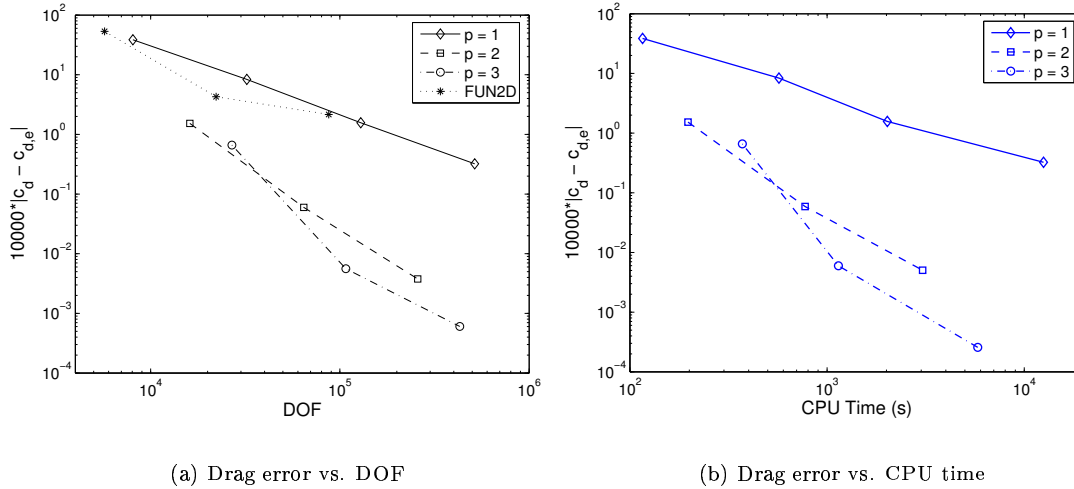 10^2
10^1
10^0
10^-1
10^-2
10^-3
10^-4
10000*|c_d − c_{d,e}|
10^4
10^5
10^6
DOF
p = 1
p = 2
p = 3
FUN2D
(a) Drag error vs. DOF
10^2
10^1
10^0
10^-1
10^-2
10^-3
10^-4
10000*|c_d − c_{d,e}|
10^2
10^3
10^4
CPU Time (s)
p = 1
p = 2
p = 3
(b) Drag error vs. CPU time